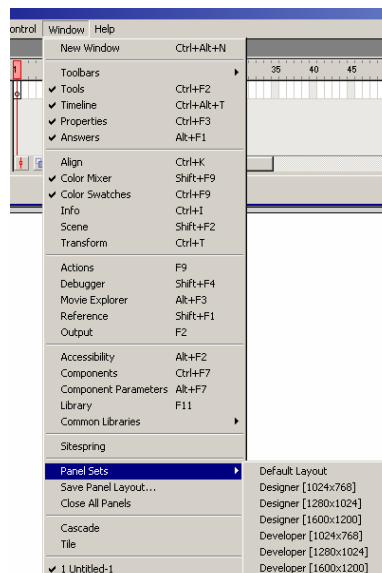 ontrol Window Help
New Window Ctrl+Alt+N
1 35 40 45
Toolbars
Tools Ctrl+F2
Timeline Ctrl+Alt+T
Properties Ctrl+F3
Answers Alt+F1
Align Ctrl+K
Color Mixer Shift+F9
Color Swatches Ctrl+F9
Info Ctrl+I
Scene Shift+F2
Transform Ctrl+T
Actions F9
Debugger Shift+F4
Movie Explorer Alt+F3
Reference Shift+F1
Output F2
Accessibility Alt+F2
Components Ctrl+F7
Component Parameters Alt+F7
Library F11
Common Libraries
Sitespring
Panel Sets
Save Panel Layout...
Close All Panels
Cascade
Tile
1 Untitled-1
Default Layout
Designer [1024x768]
Designer [1280x1024]
Designer [1600x1200]
Developer [1024x768]
Developer [1280x1024]
Developer [1600x1200]